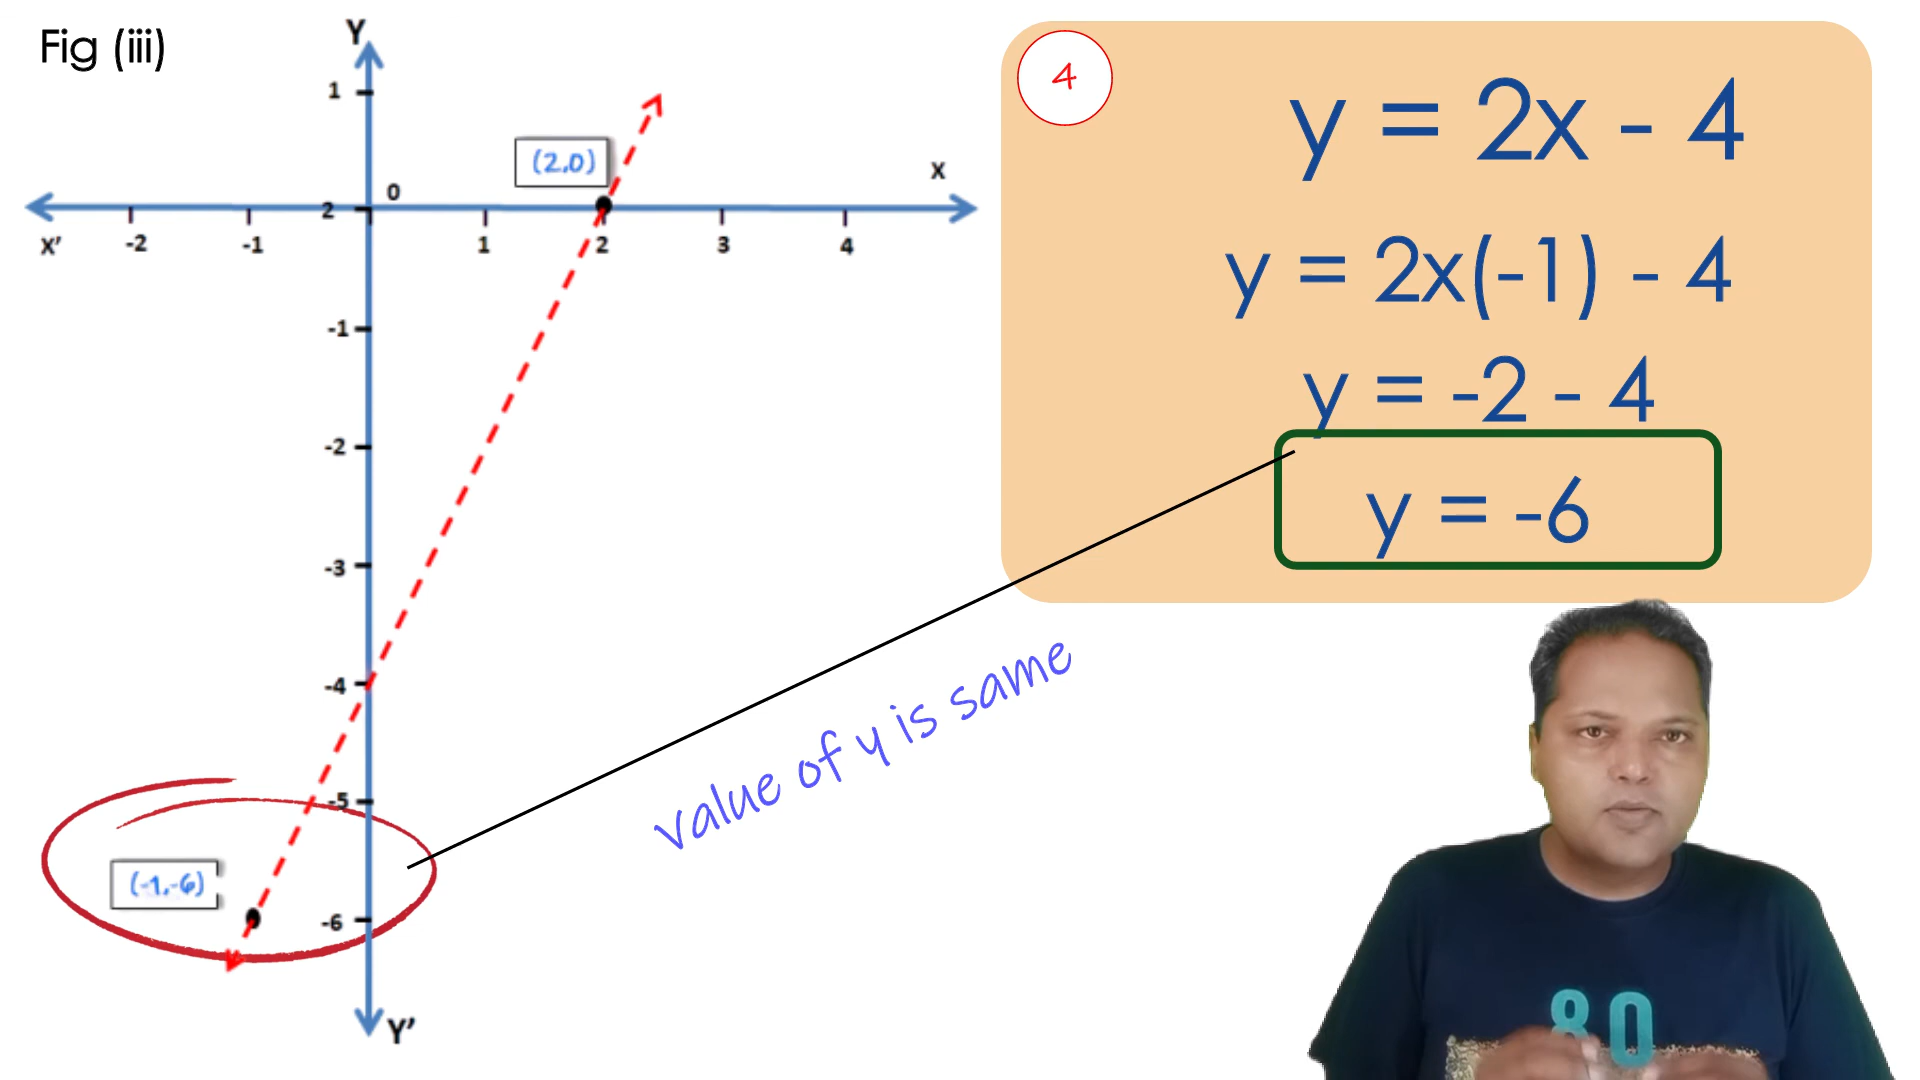 Fig (iii)
Y
1
(2,0)
X
0
2
X'
-2
-1
1
2
3
4
-1
-2
-3
-4
-5
(-1,-6)
-6
Y'
4
y = 2x - 4
y = 2x(-1) - 4
y = -2 - 4
y = -6
value of y is same
80